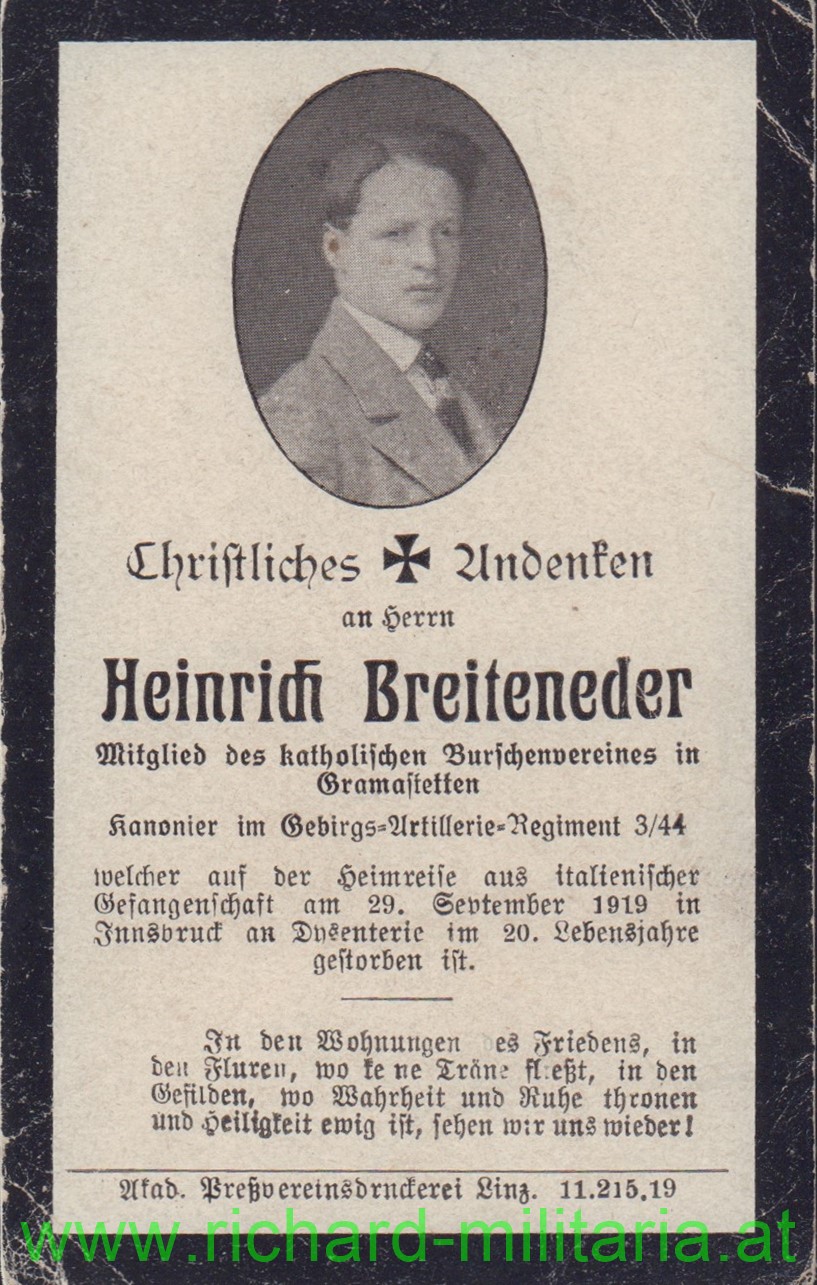 Christliches Andenken
an Herrn
Heinrich Breiteneder
Mitglied des katholischen Burschenvereines in
Gramastetten
Kanonier im Gebirgs-Artillerie-Regiment 3/44
welcher auf der Heimreise aus italienischer
Gefangenschaft am 29. September 1919 in
Innsbruck an Dysenterie im 20. Lebensjahre
gestorben ist.
In den Wohnungen des Friedens, in
den Fluren, wo keine Träne fließt, in den
Gefilden, wo Wahrheit und Ruhe thronen
und Heiligkeit ewig ist, sehen wir uns wieder!
Akad. Preßvereinsdruckerei Linz. 11.215.19
www.richard-militaria.at